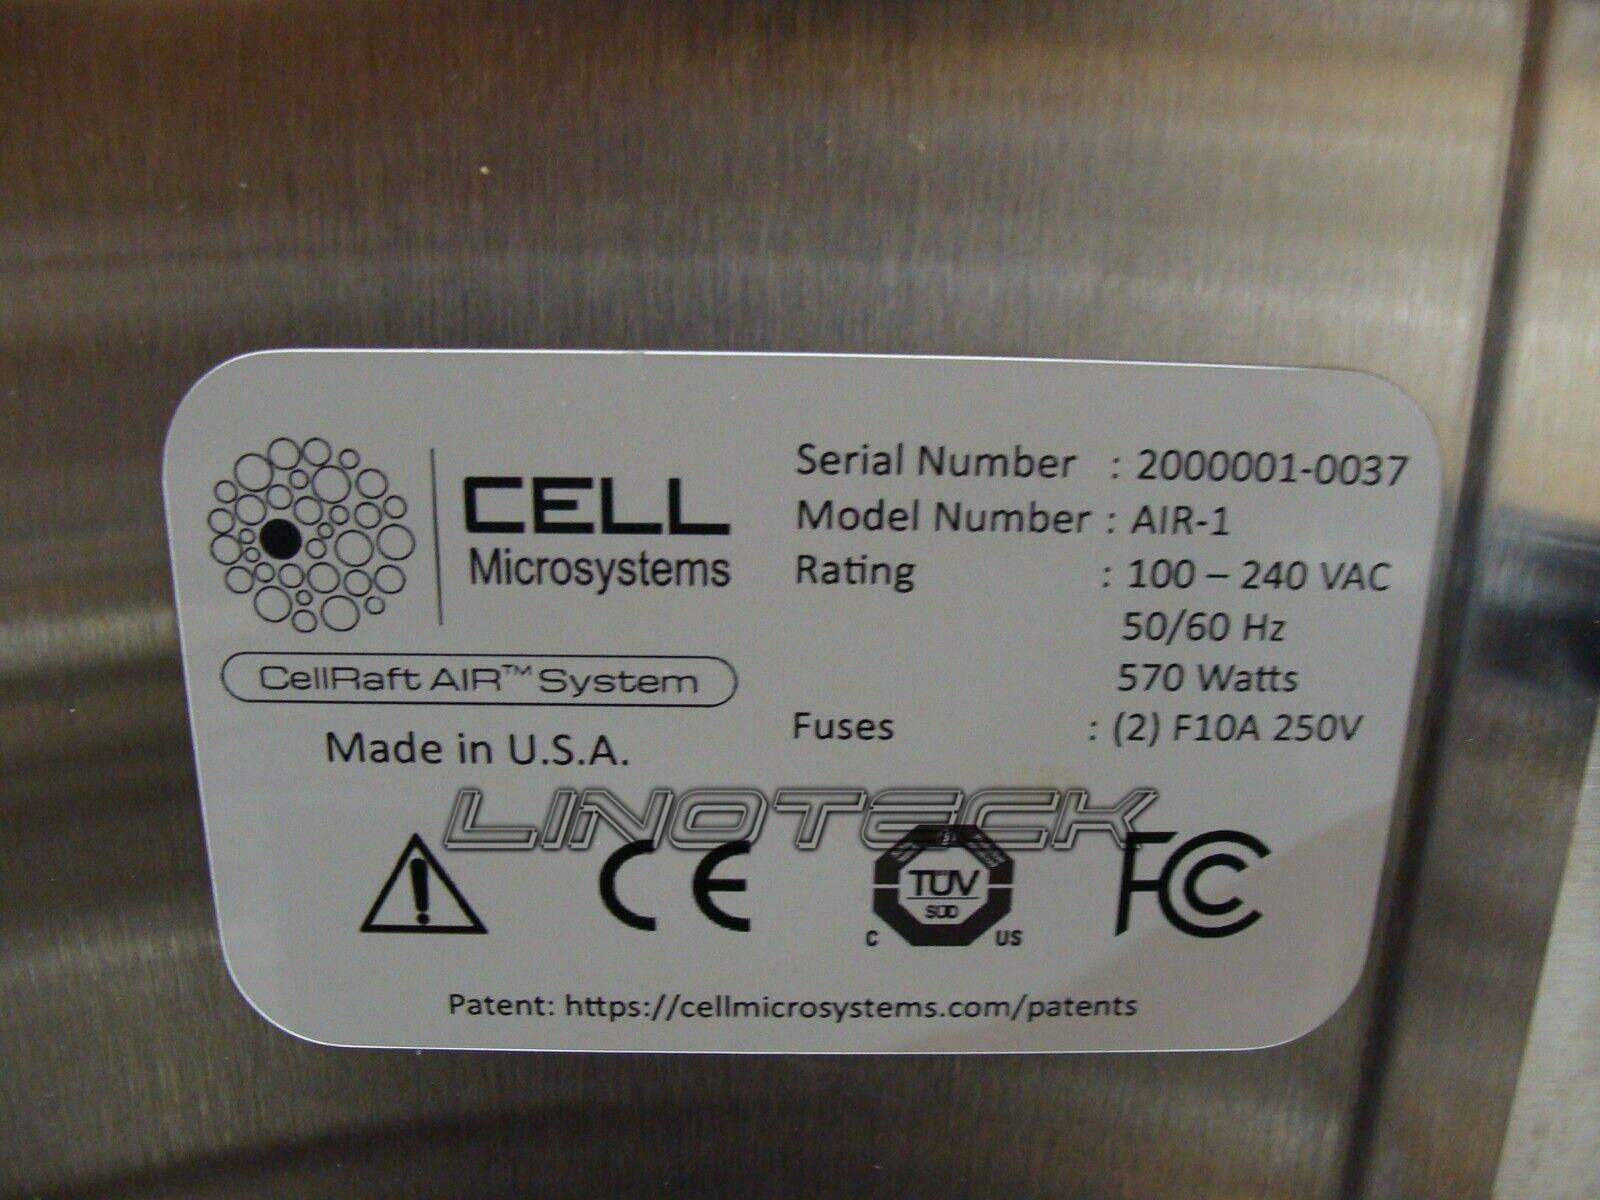 CELL
Microsystems
CellRaft AIR™ System
Made in U.S.A.
Serial Number : 2000001-0037
Model Number : AIR-1
Rating : 100 – 240 VAC
50/60 Hz
570 Watts
Fuses : (2) F10A 250V
LINOTECK
CE
TÜV
SÜD
C US
FC
Patent: https://cellmicrosystems.com/patents